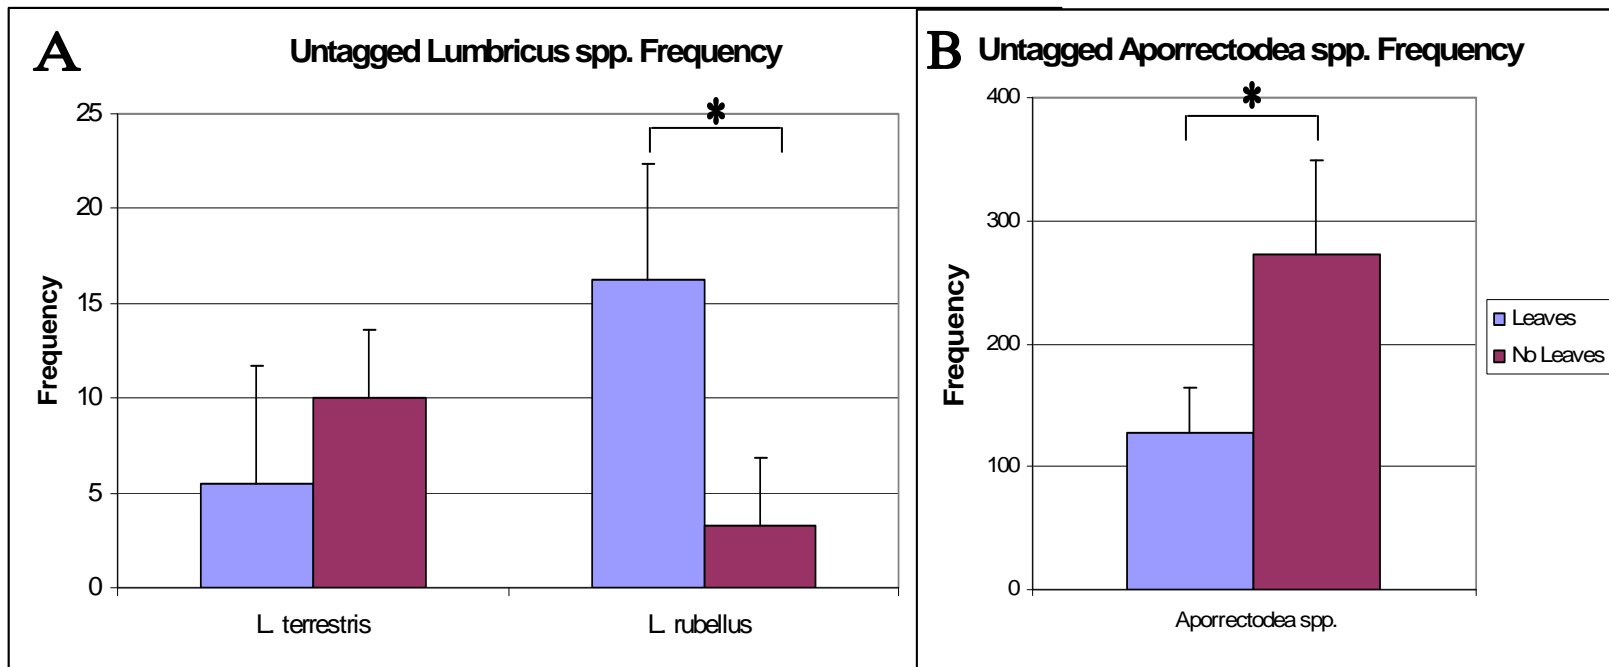 A
Untagged Lumbricus spp. Frequency
25
20
15
10
5
0
Frequency
L. terrestris
L. rubellus
*
B
Untagged Aporrectodea spp. Frequency
400
300
200
100
0
Frequency
Aporrectodea spp.
*
Leaves
No Leaves